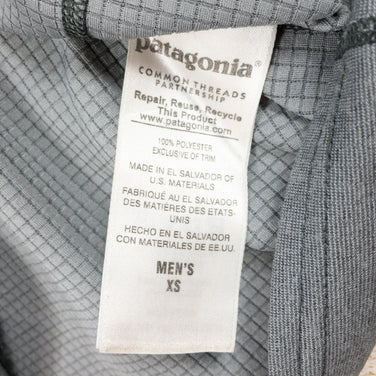 patagonia®
COMMON THREADS
PARTNERSHIP
Repair, Reuse, Recycle
This Product
www.patagonia.com
100% POLYESTER
EXCLUSIVE OF TRIM
MADE IN EL SALVADOR OF
U.S. MATERIALS
FABRIQUÉ AU EL SALVADOR
DES MATIÈRES DES ETATS-
UNIS
HECHO EN EL SALVADOR
CON MATERIALES DE EE.UU.
MEN'S
XS